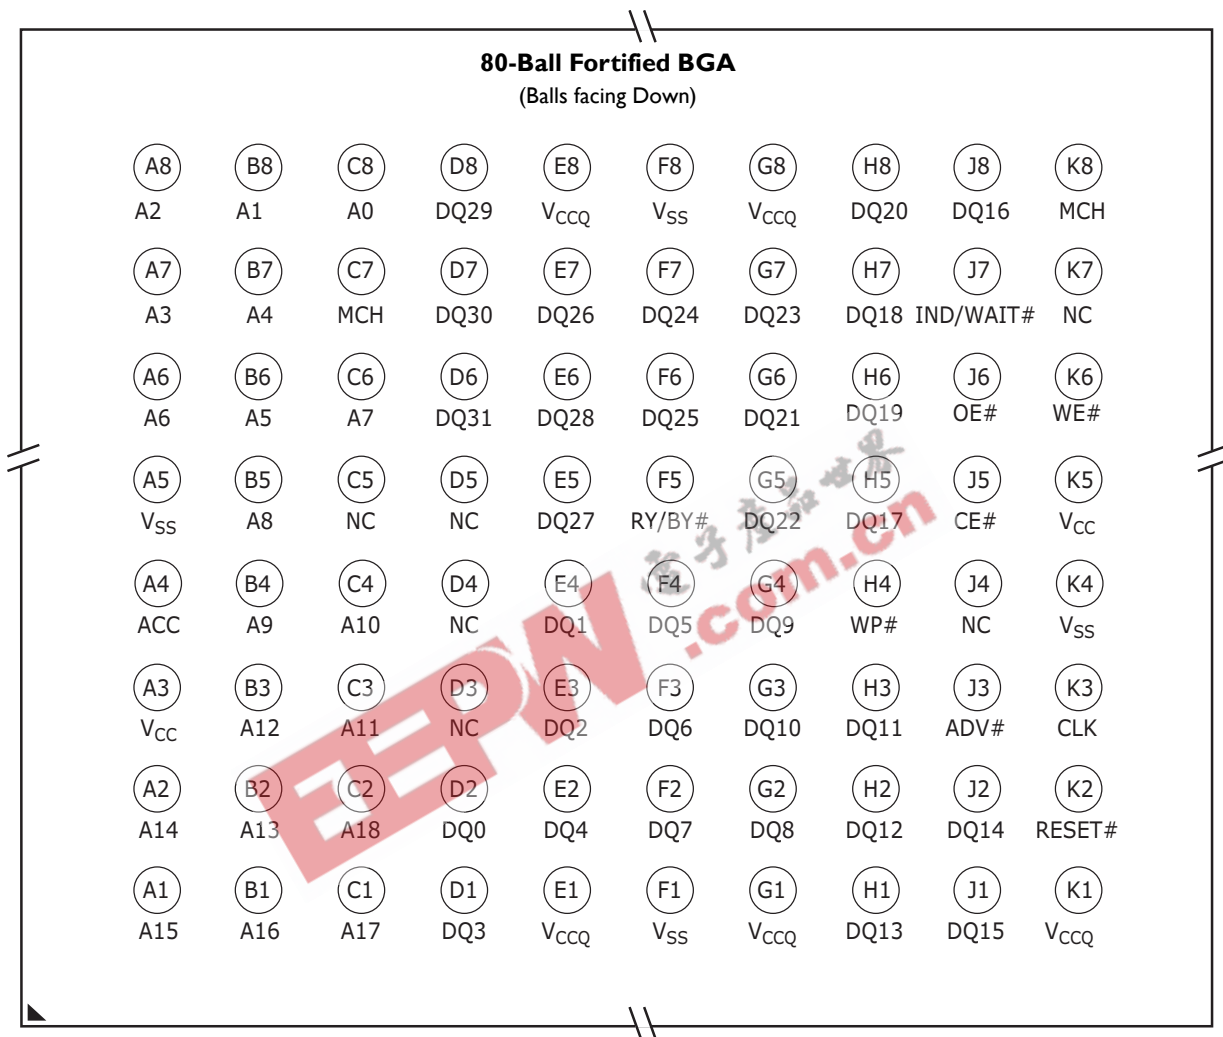 80-Ball Fortified BGA
(Balls facing Down)
A8 B8 C8 D8 E8 F8 G8 H8 J8 K8
A2 A1 A0 DQ29 VCCQ VSS VCCQ DQ20 DQ16 MCH
A7 B7 C7 D7 E7 F7 G7 H7 J7 K7
A3 A4 MCH DQ30 DQ26 DQ24 DQ23 DQ18 IND/WAIT# NC
A6 B6 C6 D6 E6 F6 G6 H6 J6 K6
A6 A5 A7 DQ31 DQ28 DQ25 DQ21 DQ19 OE# WE#
A5 B5 C5 D5 E5 F5 G5 H5 J5 K5
VSS A8 NC NC DQ27 RY/BY# DQ22 DQ17 CE# VCC
A4 B4 C4 D4 E4 F4 G4 H4 J4 K4
ACC A9 A10 NC DQ1 DQ5 DQ9 WP# NC VSS
A3 B3 C3 D3 E3 F3 G3 H3 J3 K3
VCC A12 A11 NC DQ2 DQ6 DQ10 DQ11 ADV# CLK
A2 B2 C2 D2 E2 F2 G2 H2 J2 K2
A14 A13 A18 DQ0 DQ4 DQ7 DQ8 DQ12 DQ14 RESET#
A1 B1 C1 D1 E1 F1 G1 H1 J1 K1
A15 A16 A17 DQ3 VCCQ VSS VCCQ DQ13 DQ15 VCCQ
EEPW.com.cn
電子產品世界